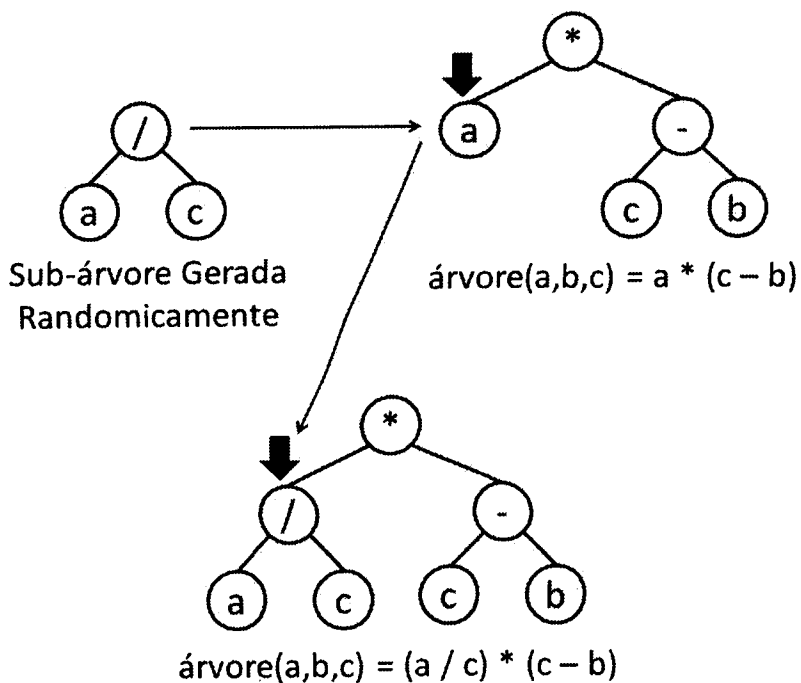 *
a
-
c
b
/
a
c
Sub-árvore Gerada
Randomicamente
árvore(a,b,c) = a * (c – b)
*
/
-
a
c
c
b
árvore(a,b,c) = (a / c) * (c – b)